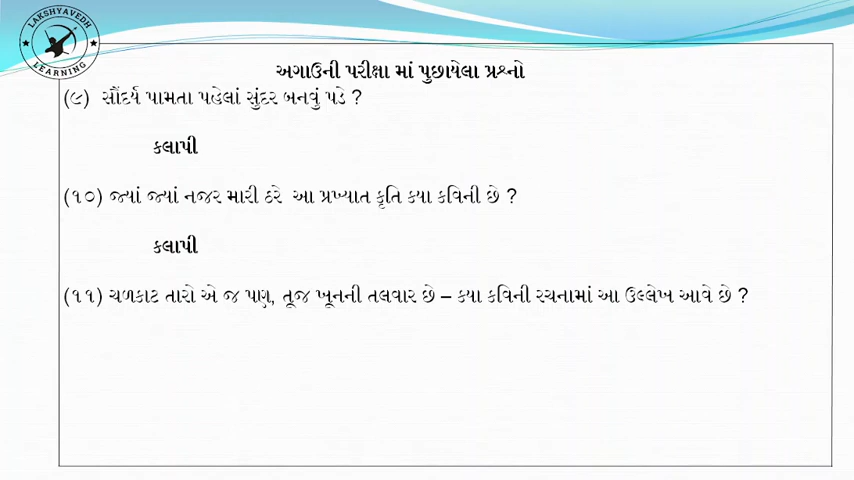 LAKSHYAVEDH
LEARNING
અગાઉની પરીક્ષા માં પુછાયેલા પ્રશ્નો
(૯) સૌંદર્ય પામતા પહેલાં સુંદર બનવું પડે ?
કલાપી
(૧૦) જ્યાં જ્યાં નજર મારી ઠરે આ પ્રખ્યાત કૃતિ કયા કવિની છે ?
કલાપી
(૧૧) ચળકાટ તારો એ જ પણ, તૂજ ખૂનની તલવાર છે – કયા કવિની રચનામાં આ ઉલ્લેખ આવે છે ?